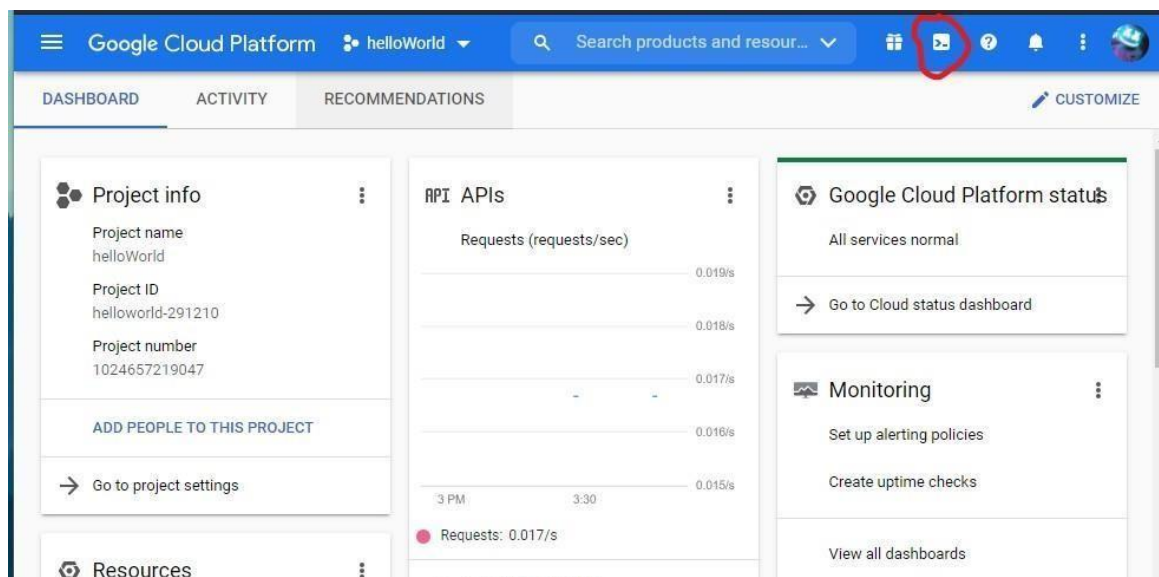 Google Cloud Platform helloWorld Search products and resour...
DASHBOARD ACTIVITY RECOMMENDATIONS CUSTOMIZE
Project info
Project name
helloWorld
Project ID
helloworld-291210
Project number
1024657219047
ADD PEOPLE TO THIS PROJECT
Go to project settings
Resources
API APIs
Requests (requests/sec)
0.019/s
0.018/s
0.017/s
0.016/s
0.015/s
3 PM 3:30
Requests: 0.017/s
Google Cloud Platform status
All services normal
Go to Cloud status dashboard
Monitoring
Set up alerting policies
Create uptime checks
View all dashboards